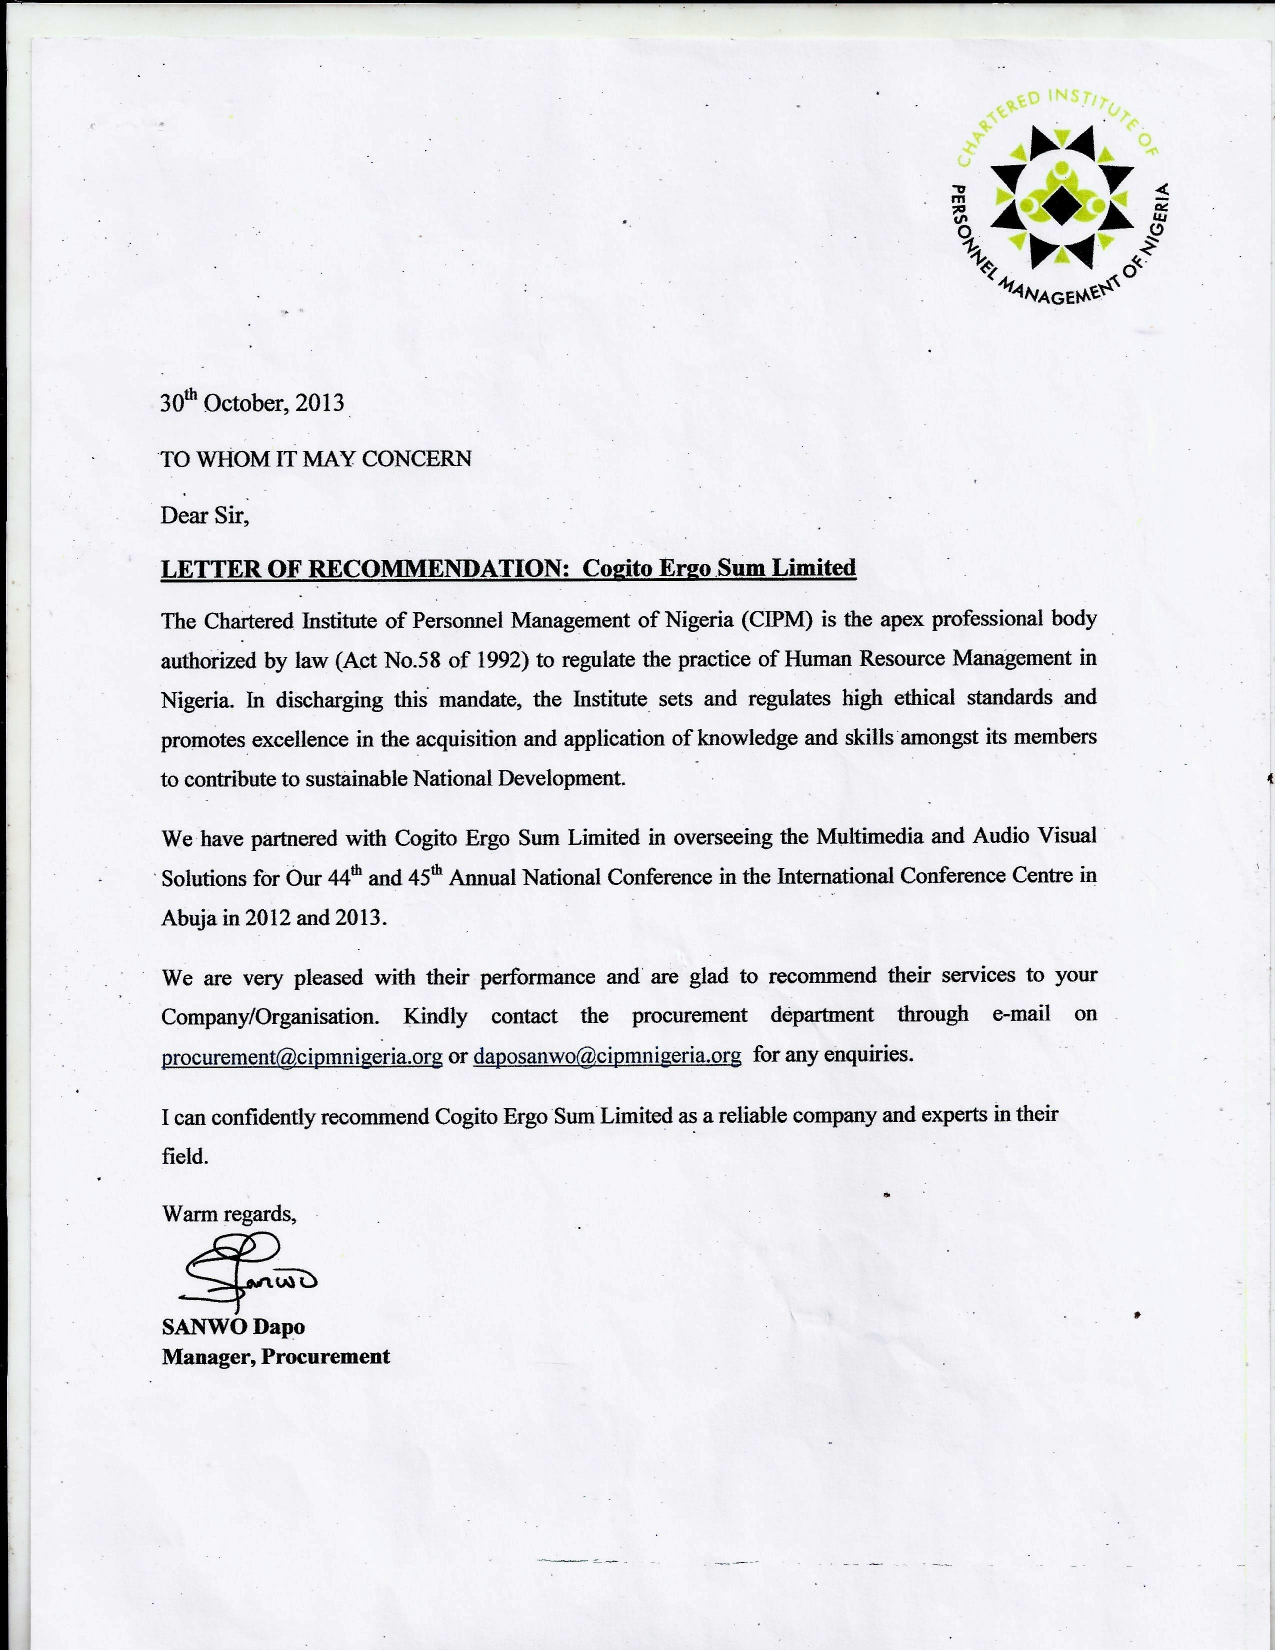 CHARTERED INSTITUTE OF
PERSONNEL MANAGEMENT OF NIGERIA
30th October, 2013
TO WHOM IT MAY CONCERN
Dear Sir,
LETTER OF RECOMMENDATION: Cogito Ergo Sum Limited
The Chartered Institute of Personnel Management of Nigeria (CIPM) is the apex professional body
authorized by law (Act No.58 of 1992) to regulate the practice of Human Resource Management in
Nigeria. In discharging this mandate, the Institute sets and regulates high ethical standards and
promotes excellence in the acquisition and application of knowledge and skills amongst its members
to contribute to sustainable National Development.
We have partnered with Cogito Ergo Sum Limited in overseeing the Multimedia and Audio Visual
Solutions for Our 44th and 45th Annual National Conference in the International Conference Centre in
Abuja in 2012 and 2013.
We are very pleased with their performance and are glad to recommend their services to your
Company/Organisation. Kindly contact the procurement department through e-mail on
procurement@cipmnigeria.org or daposanwo@cipmnigeria.org for any enquiries.
I can confidently recommend Cogito Ergo Sum Limited as a reliable company and experts in their
field.
Warm regards,
Sanwo
SANWO Dapo
Manager, Procurement